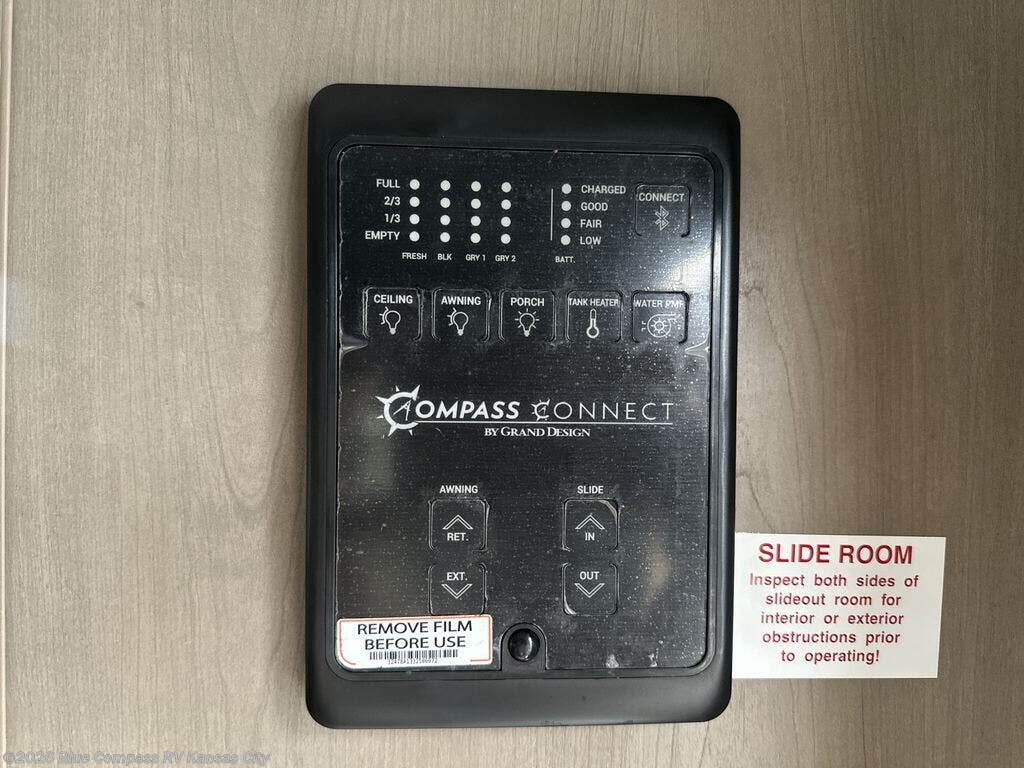 FULL
2/3
1/3
EMPTY
FRESH BLK GRY 1 GRY 2
CHARGED
GOOD
FAIR
LOW
BATT.
CONNECT
CEILING AWNING PORCH TANK HEATER WATER PMP
COMPASS CONNECT
BY GRAND DESIGN
AWNING SLIDE
RET. IN
EXT. OUT
REMOVE FILM
BEFORE USE
SLIDE ROOM
Inspect both sides of
slideout room for
interior or exterior
obstructions prior
to operating!
©2026 Blue Compass RV Kansas City